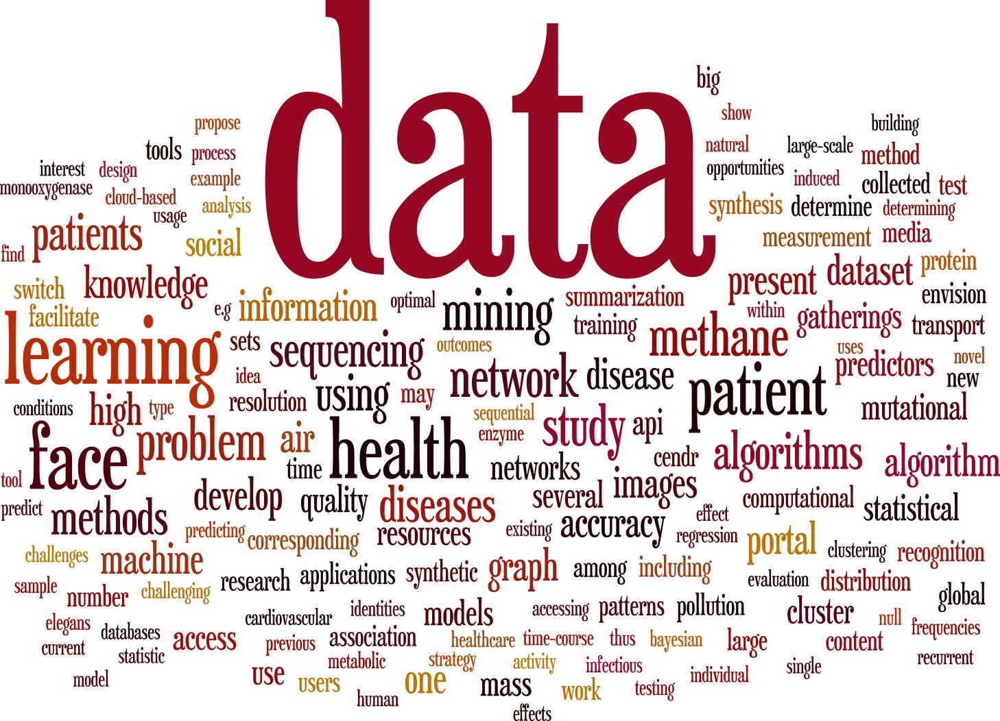 data
big
show
propose
building
tools
process
natural
large-scale
method
interest
design
example
opportunities
induced
collected
test
monooxygenase
cloud-based
analysis
synthesis
determine
determining
usage
patients
social
measurement
media
find
knowledge
present
dataset
protein
switch
e.g
information
optimal
mining
summarization
envision
facilitate
training
within
gatherings
transport
learning
sets
sequencing
outcomes
methane
uses
predictors
novel
idea
network
disease
new
conditions
high
type
resolution
using
may
patient
mutational
sequential
enzyme
study
api
face
problem
air
health
algorithms
algorithm
time
networks
cendr
tool
develop
quality
diseases
several
images
computational
statistical
predict
methods
predicting
corresponding
resources
existing
accuracy
effect
regression
portal
clustering
recognition
challenges
machine
research
applications
synthetic
graph
among
including
evaluation
distribution
sample
number
challenging
global
cardiovascular
identities
models
accessing
patterns
pollution
cluster
null
frequencies
elegans
databases
access
previous
association
healthcare
time-course
thus
bayesian
large
content
current
statistic
metabolic
strategy
activity
infectious
individual
single
recurrent
model
use
users
one
mass
work
testing
human
effects